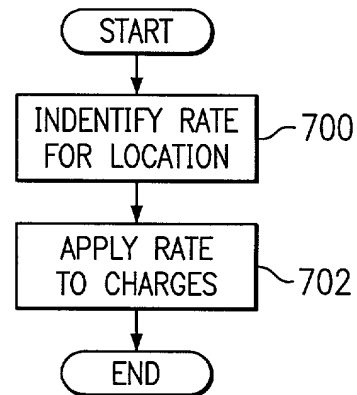 START
INDENTIFY RATE
FOR LOCATION
700
APPLY RATE
TO CHARGES
702
END